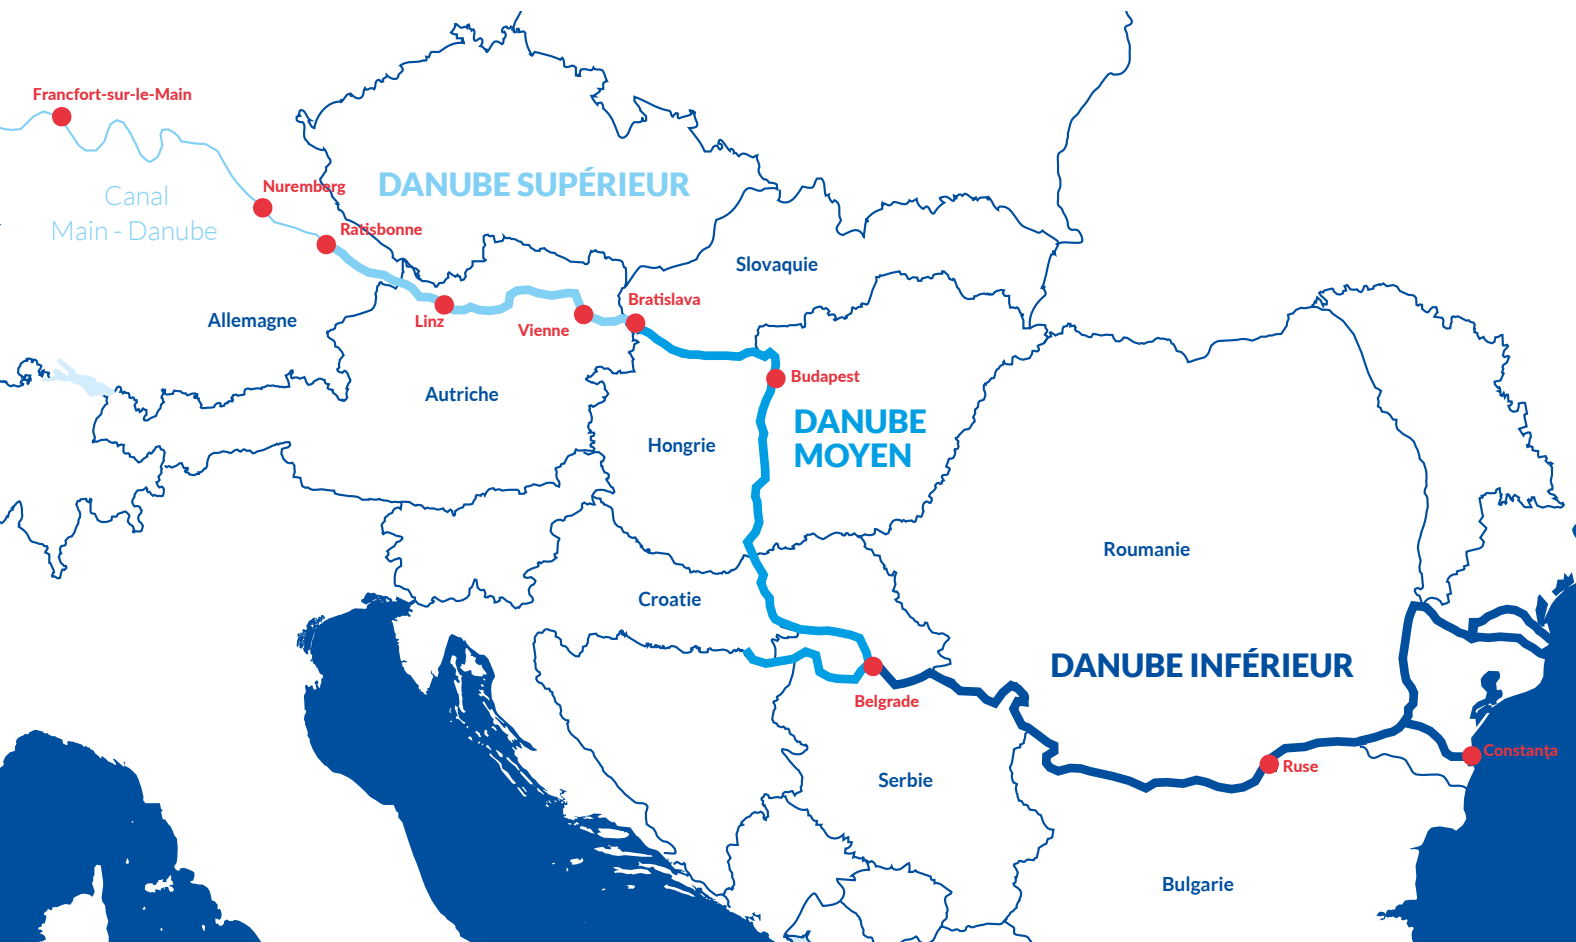 Francfort-sur-le-Main
Canal
Main - Danube
Nuremberg
DANUBE SUPÉRIEUR
Ratisbonne
Slovaquie
Allemagne
Linz
Vienne
Bratislava
Autriche
Budapest
Hongrie
DANUBE
MOYEN
Roumanie
Croatie
DANUBE INFÉRIEUR
Belgrade
Constanţa
Ruse
Serbie
Bulgarie